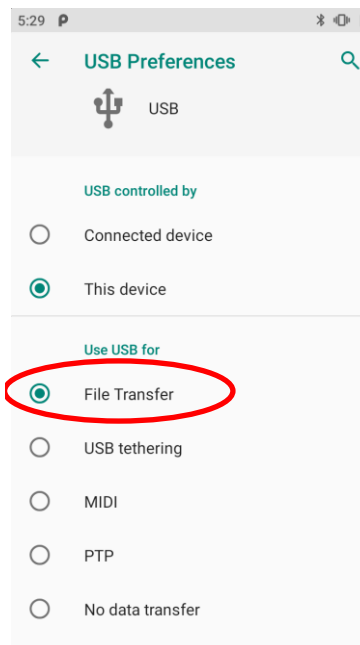 5:29
USB Preferences
USB
USB controlled by
Connected device
This device
Use USB for
File Transfer
USB tethering
MIDI
PTP
No data transfer